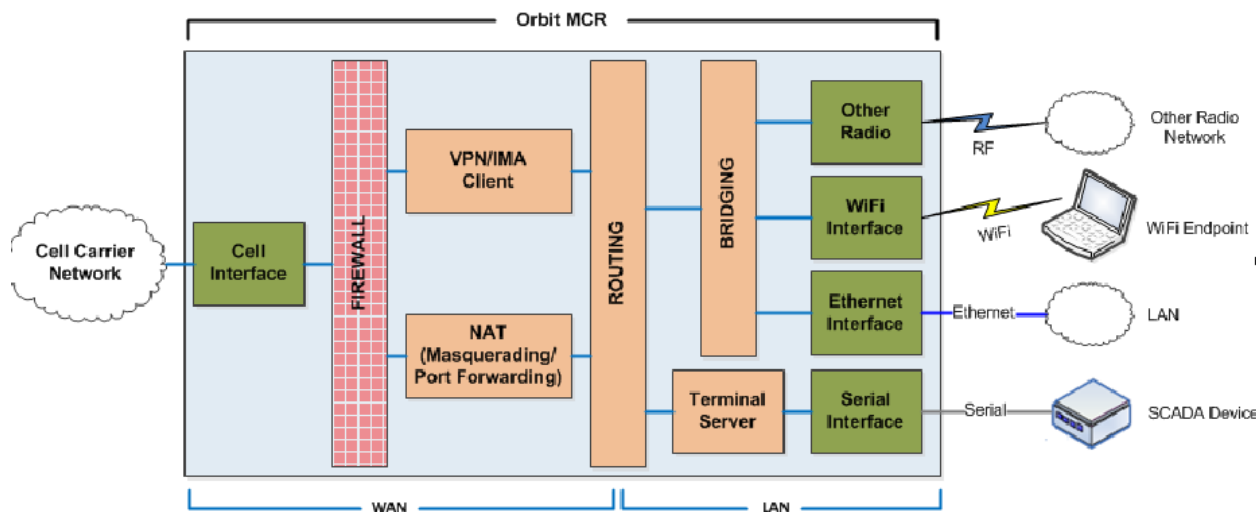 Orbit MCR
Cell Carrier
Network
Cell
Interface
FIREWALL
VPN/IMA
Client
NAT
(Masquerading/
Port Forwarding)
ROUTING
BRIDGING
Terminal
Server
Other
Radio
WiFi
Interface
Ethernet
Interface
Serial
Interface
RF
WiFi
Ethernet
Serial
Other Radio
Network
WiFi Endpoint
LAN
SCADA Device
WAN
LAN